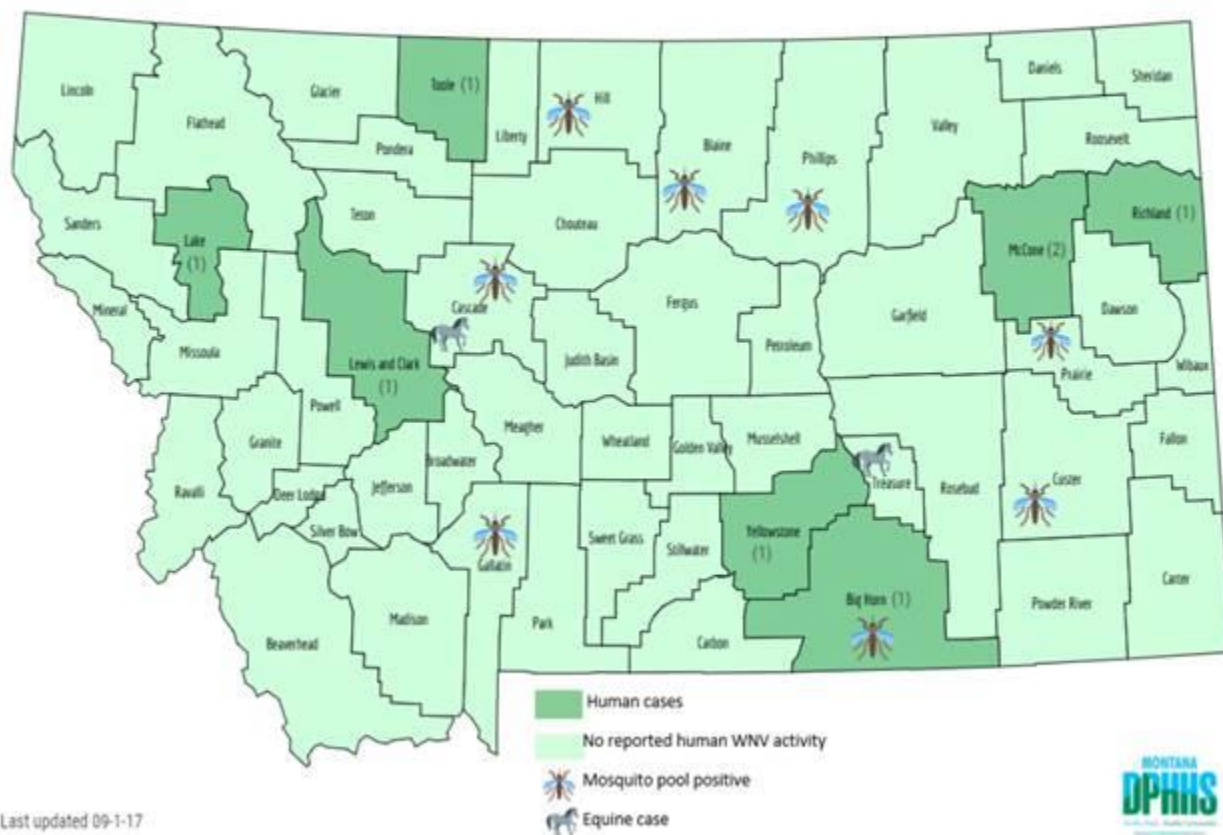 Daniels
Sheridan
Lincoln
Glacier
Toole (1)
Hill
Flathead
Liberty
Blaine
Valley
Roosevelt
Pondera
Phillips
Sanders
Teton
Chouteau
Richland (1)
Lake
(1)
McCone (2)
Cascade
Fergus
Mineral
Garfield
Dawson
Missoula
Lewis and Clark
(1)
Judith Basin
Petroleum
Prairie
Wibaux
Powell
Meagher
Granite
Wheatland
Golden Valley
Musselshell
Fallon
Broadwater
Ravalli
Deer Lodge
Jefferson
Treasure
Rosebud
Custer
Silver Bow
Yellowstone
(1)
Sweet Grass
Stillwater
Gallatin
Carter
Big Horn (1)
Powder River
Madison
Park
Beaverhead
Carbon
Human cases
No reported human WNV activity
Mosquito pool positive
Equine case
Last updated 09-1-17
MONTANA
DPHHS